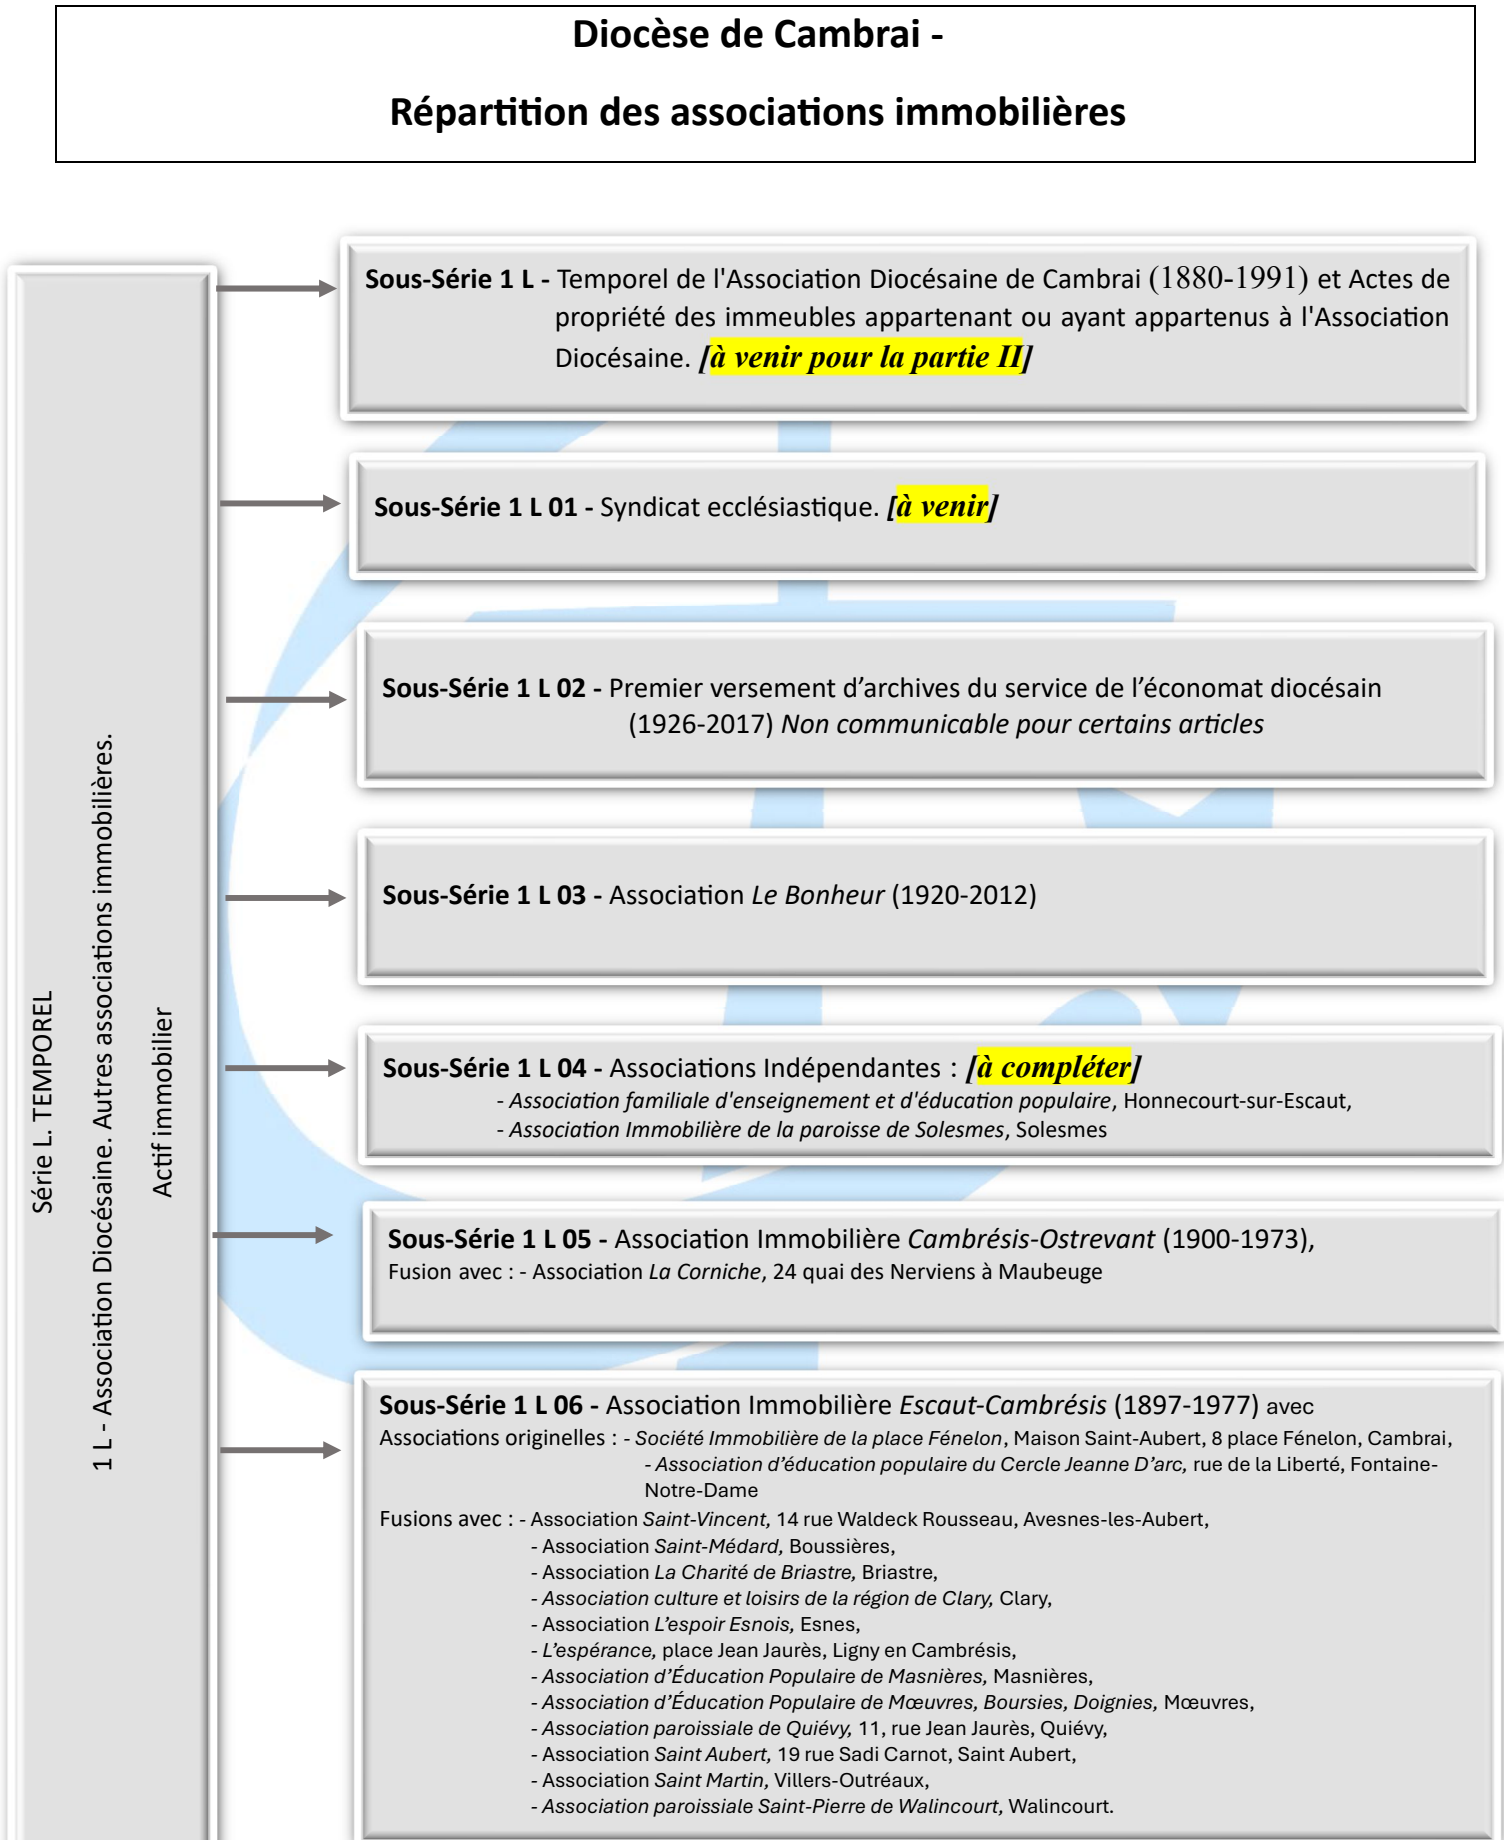 Diocèse de Cambrai -
Répartition des associations immobilières
Série L. TEMPOREL
1 L - Association Diocésaine. Autres associations immobilières.
Actif immobilier
Sous-Série 1 L - Temporel de l'Association Diocésaine de Cambrai (1880-1991) et Actes de
propriété des immeubles appartenant ou ayant appartenus à l'Association
Diocésaine. [à venir pour la partie II]
Sous-Série 1 L 01 - Syndicat ecclésiastique. [à venir]
Sous-Série 1 L 02 - Premier versement d’archives du service de l’économat diocésain
(1926-2017) Non communicable pour certains articles
Sous-Série 1 L 03 - Association Le Bonheur (1920-2012)
Sous-Série 1 L 04 - Associations Indépendantes : [à compléter]
- Association familiale d'enseignement et d'éducation populaire, Honnecourt-sur-Escaut,
- Association Immobilière de la paroisse de Solesmes, Solesmes
Sous-Série 1 L 05 - Association Immobilière Cambrésis-Ostrevant (1900-1973),
Fusion avec : - Association La Corniche, 24 quai des Nerviens à Maubeuge
Sous-Série 1 L 06 - Association Immobilière Escaut-Cambrésis (1897-1977) avec
Associations originelles : - Société Immobilière de la place Fénelon, Maison Saint-Aubert, 8 place Fénelon, Cambrai,
- Association d’éducation populaire du Cercle Jeanne D’arc, rue de la Liberté, Fontaine-
Notre-Dame
Fusions avec : - Association Saint-Vincent, 14 rue Waldeck Rousseau, Avesnes-les-Aubert,
- Association Saint-Médard, Boussières,
- Association La Charité de Briastre, Briastre,
- Association culture et loisirs de la région de Clary, Clary,
- Association L’espoir Esnois, Esnes,
- L’espérance, place Jean Jaurès, Ligny en Cambrésis,
- Association d’Éducation Populaire de Masnières, Masnières,
- Association d’Éducation Populaire de Mœuvres, Boursies, Doignies, Mœuvres,
- Association paroissiale de Quiévy, 11, rue Jean Jaurès, Quiévy,
- Association Saint Aubert, 19 rue Sadi Carnot, Saint Aubert,
- Association Saint Martin, Villers-Outréaux,
- Association paroissiale Saint-Pierre de Walincourt, Walincourt.